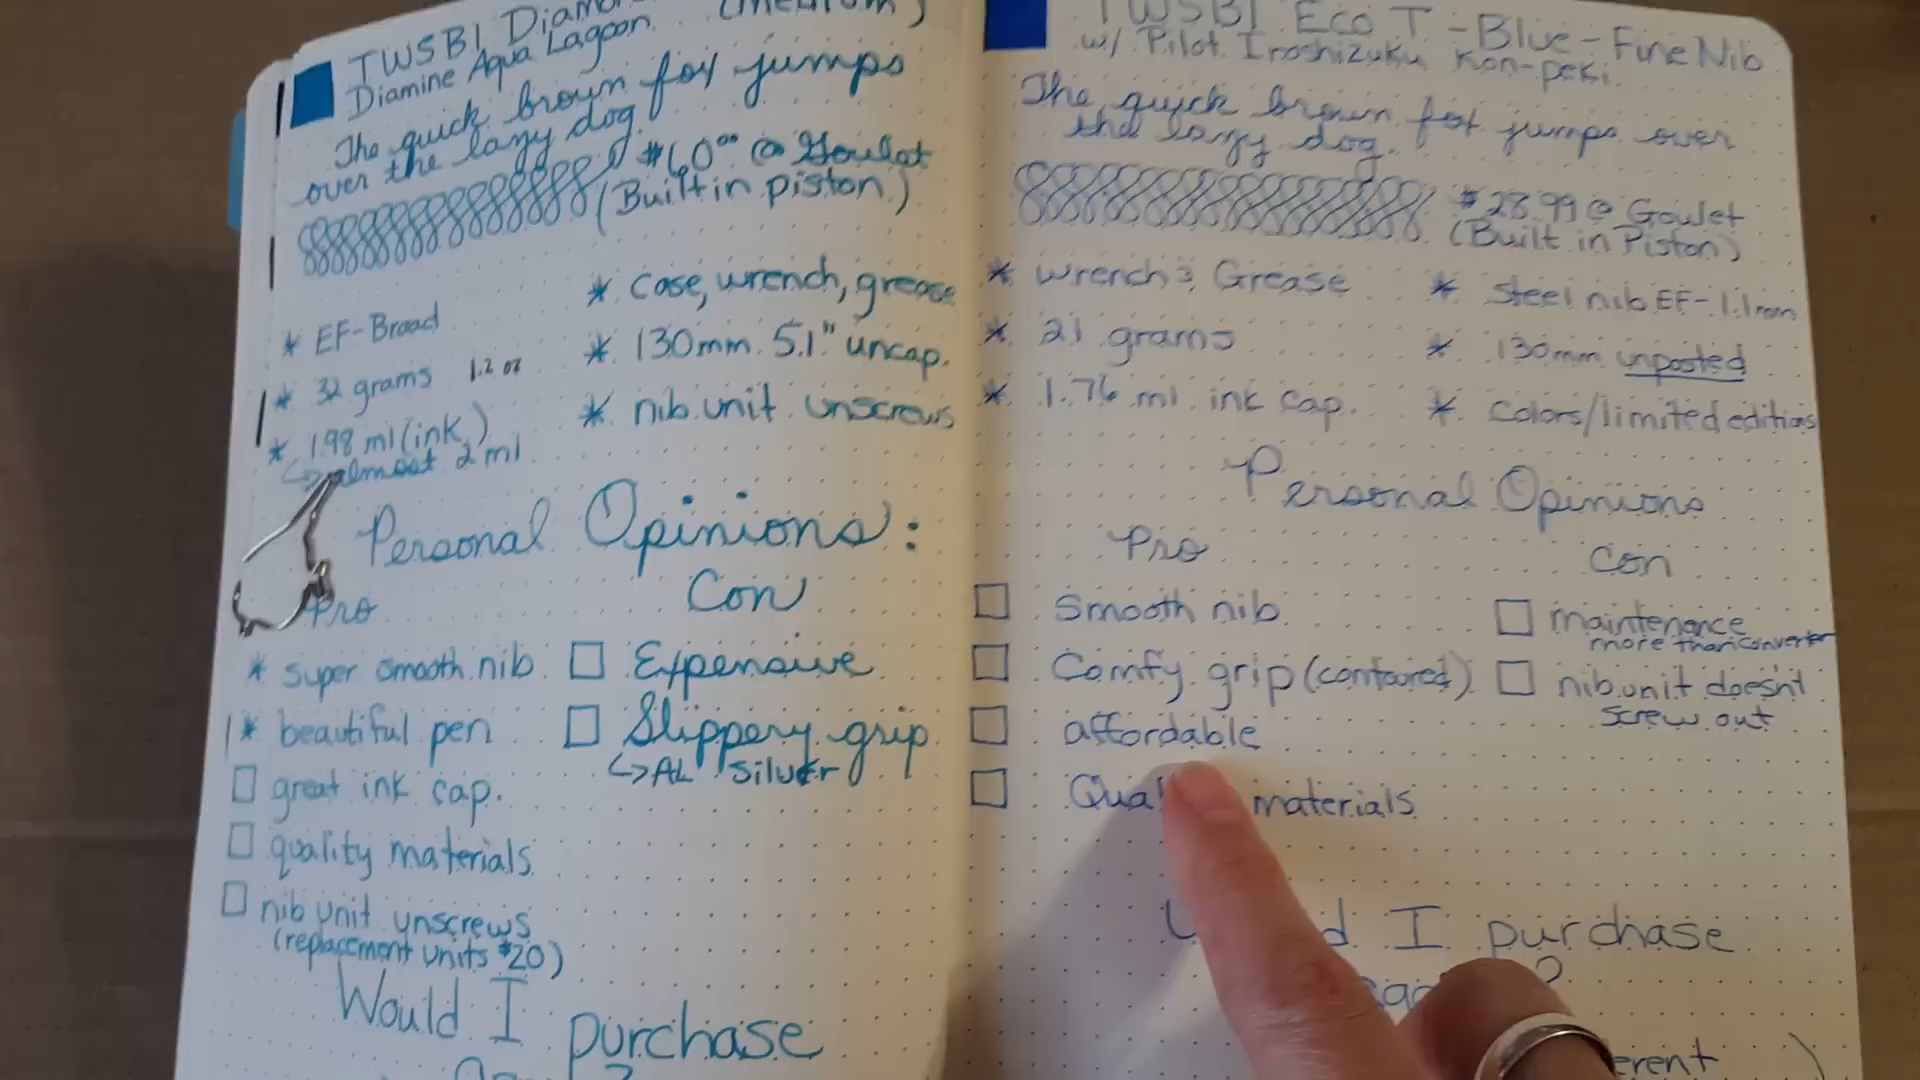 TWSBI Diamo
(Medium)
Diamine Aqua Lagoon
The quick brown fox jumps
over the lazy dog.
$60.00 @ Goulet
(Built in piston)
* EF-Broad
* 32 grams 1.2 oz
* 1.98 ml (ink)
↳ almost 2 ml
* case, wrench, grease
* 130mm 5.1" uncap.
* nib unit unscrews
Personal Opinions:
Pro
* super smooth nib
* beautiful pen
□ great ink cap.
□ quality materials
□ nib unit unscrews
(replacement units $20)
Con
□ Expensive
□ Slippery grip
↳ AL silver
Would I purchase
TWSBI Eco T - Blue - Fine Nib
w/ Pilot Iroshizuku Kon-peki
The quick brown fox jumps over
the lazy dog.
$28.99 @ Goulet
(Built in Piston)
* wrench & Grease
* 21 grams
* 1.76 ml ink cap.
* Steel nib EF-1.1mm
* 130mm unposted
* Colors/limited editions
Personal Opinions
Pro
□ Smooth nib
□ Comfy grip (contoured)
□ affordable
□ Qual materials
Con
□ maintenance
more than converter
□ nib unit doesn't
screw out
d I purchase
?
erent )